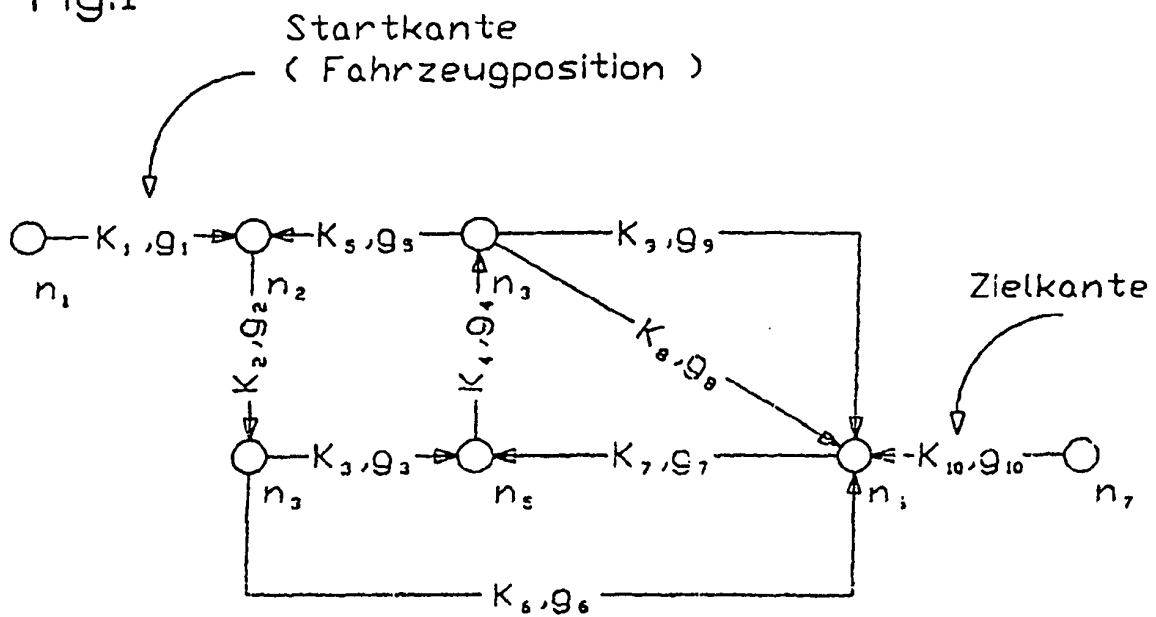 Fig.1
Startkante
( Fahrzeugposition )
K₁,g₁
K₅,g₅
K₉,g₉
n₁
n₂
n₃
Zielkante
K₂,g₂
K₄,g₄
K₈,g₈
K₃,g₃
K₇,g₇
K₁₀,g₁₀
n₃
n₅
n₇
K₆,g₆